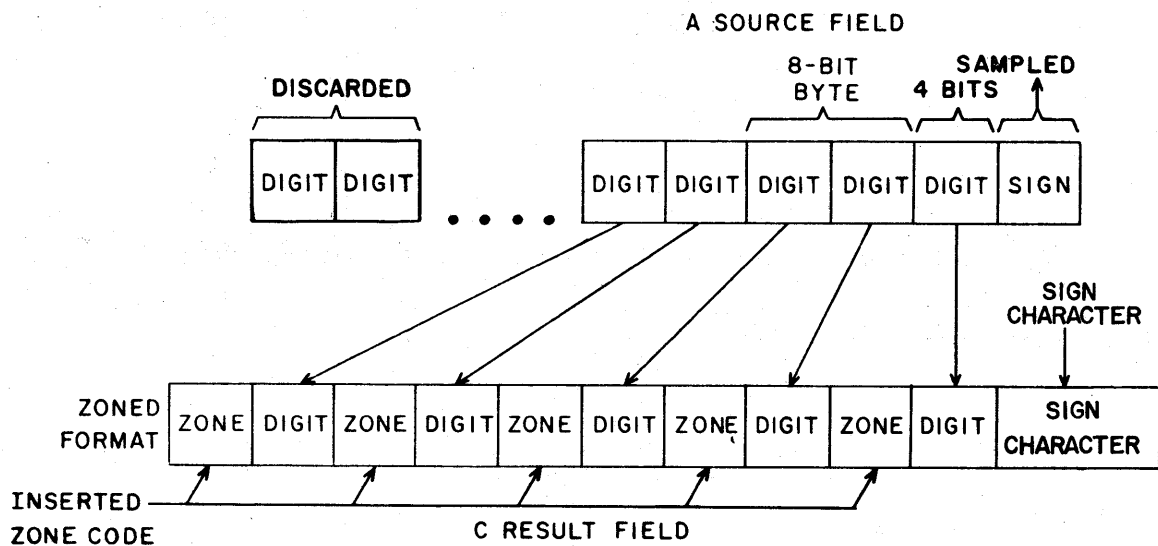 A SOURCE FIELD
8-BIT
BYTE
SAMPLED
4 BITS
DISCARDED
DIGIT DIGIT
DIGIT DIGIT DIGIT DIGIT DIGIT SIGN
SIGN
CHARACTER
ZONED
FORMAT
ZONE DIGIT ZONE DIGIT ZONE DIGIT ZONE DIGIT ZONE DIGIT
SIGN
CHARACTER
INSERTED
ZONE CODE
C RESULT FIELD